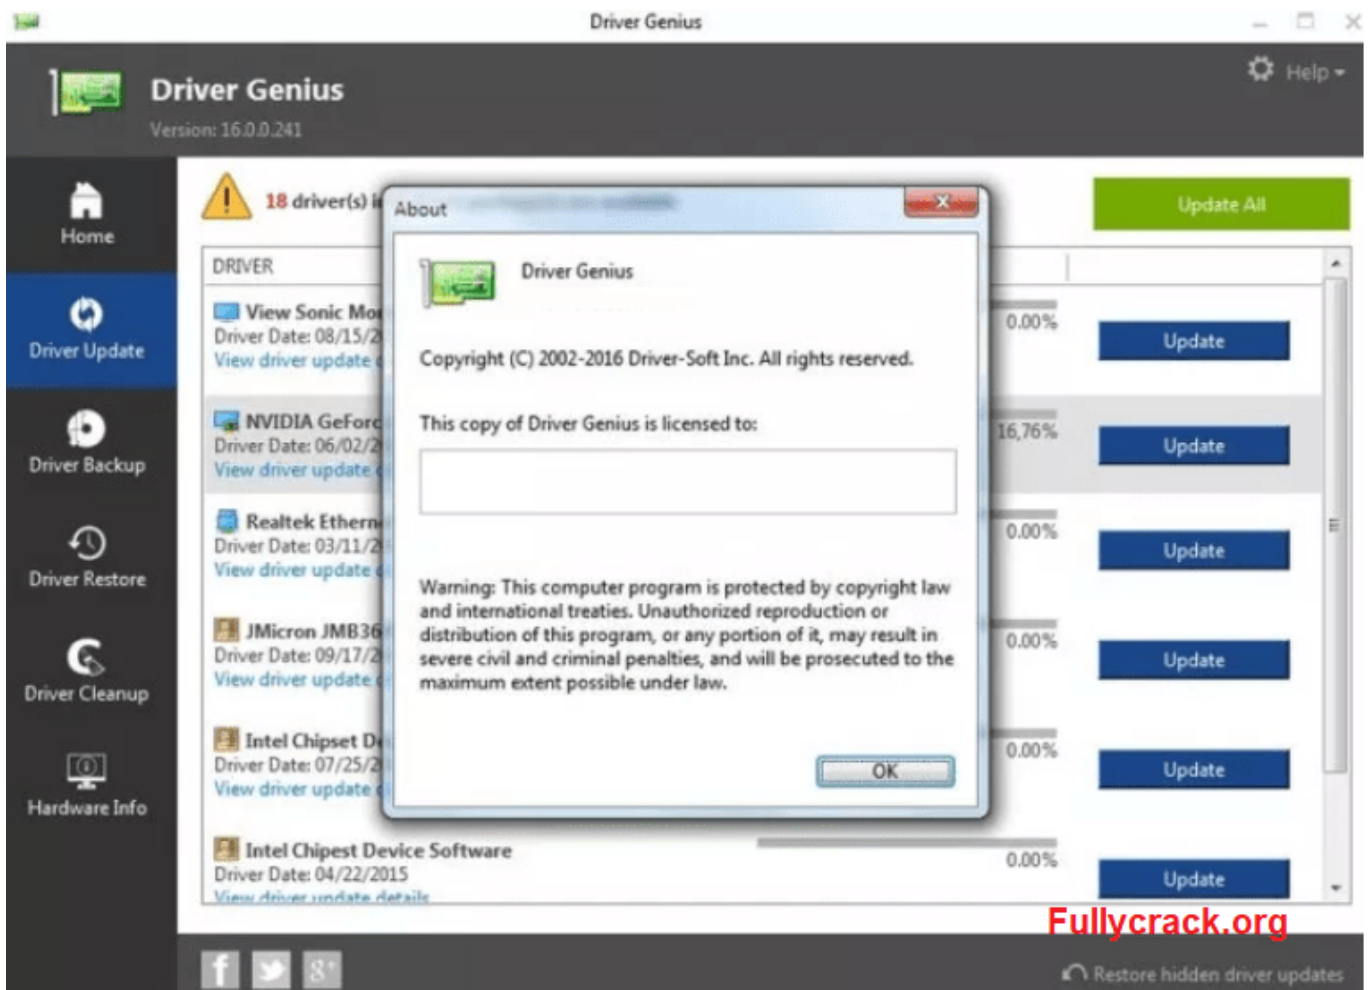 Driver Genius
Driver Genius
Version: 16.0.0.241
Help
Home
Driver Update
Driver Backup
Driver Restore
Driver Cleanup
Hardware Info
18 driver(s)
Update All
DRIVER
View Sonic
Driver Date: 08/15/2
View driver update
0.00%
Update
NVIDIA GeForc
Driver Date: 06/02/2
View driver update
16,76%
Update
Realtek Ethern
Driver Date: 03/11/2
View driver update
0.00%
Update
JMicron JMB36
Driver Date: 09/17/2
View driver update
0.00%
Update
Intel Chipset D
Driver Date: 07/25/2
View driver update
0.00%
Update
Intel Chipest Device Software
Driver Date: 04/22/2015
View driver update details
0.00%
Update
About
Driver Genius
Copyright (C) 2002-2016 Driver-Soft Inc. All rights reserved.
This copy of Driver Genius is licensed to:
Warning: This computer program is protected by copyright law
and international treaties. Unauthorized reproduction or
distribution of this program, or any portion of it, may result in
severe civil and criminal penalties, and will be prosecuted to the
maximum extent possible under law.
OK
Fullycrack.org
Restore hidden driver updates